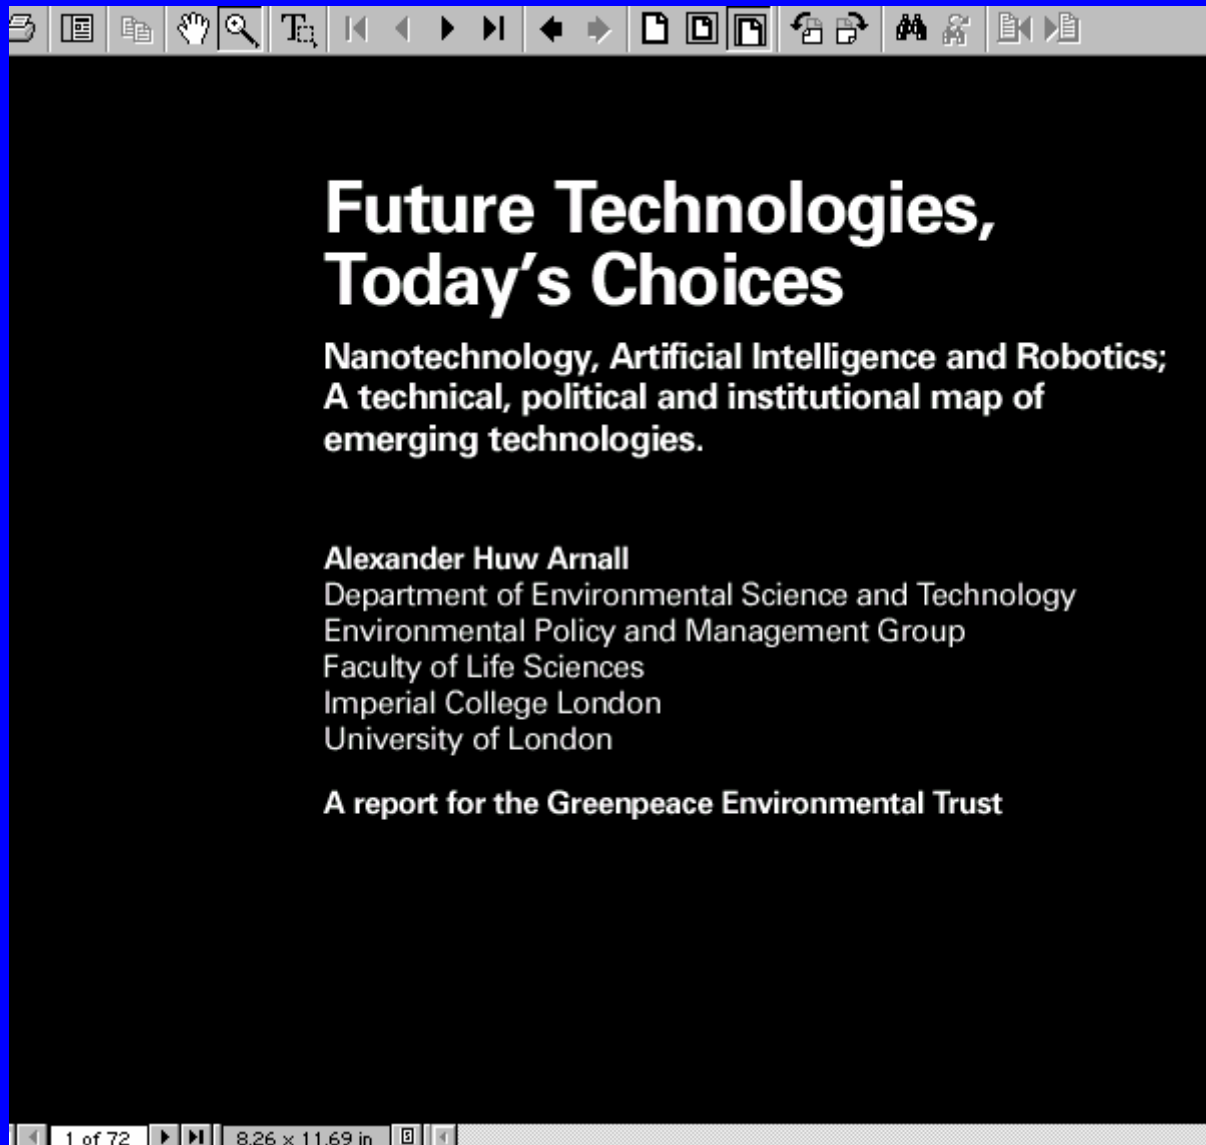 Future Technologies,
Today's Choices
Nanotechnology, Artificial Intelligence and Robotics;
A technical, political and institutional map of
emerging technologies.
Alexander Huw Arnall
Department of Environmental Science and Technology
Environmental Policy and Management Group
Faculty of Life Sciences
Imperial College London
University of London
A report for the Greenpeace Environmental Trust
1 of 72 8.26 × 11.69 in